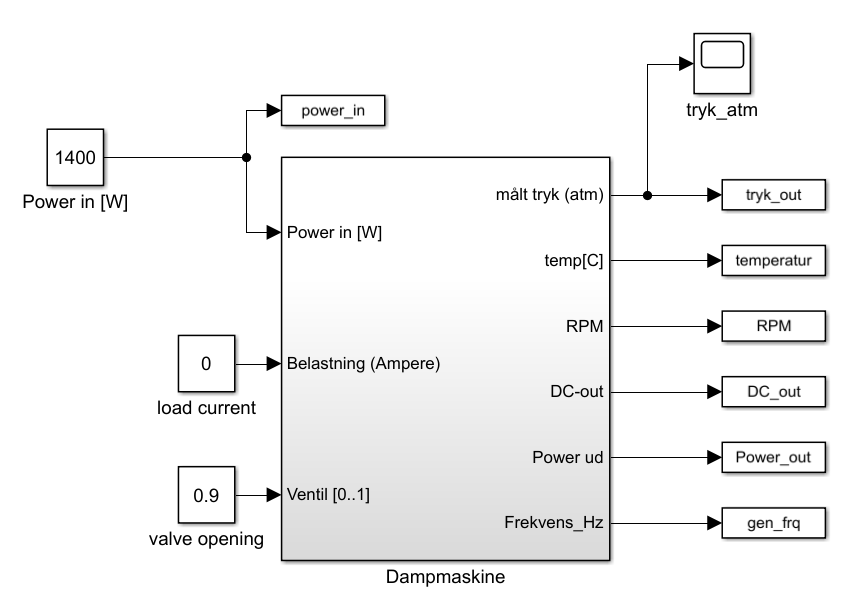 tryk_atm
power_in
1400
Power in [W]
målt tryk (atm)
tryk_out
Power in [W]
temp[C]
temperatur
RPM
RPM
0
Belastning (Ampere)
load current
DC-out
DC_out
Power ud
Power_out
0.9
Ventil [0..1]
valve opening
Frekvens_Hz
gen_frq
Dampmaskine